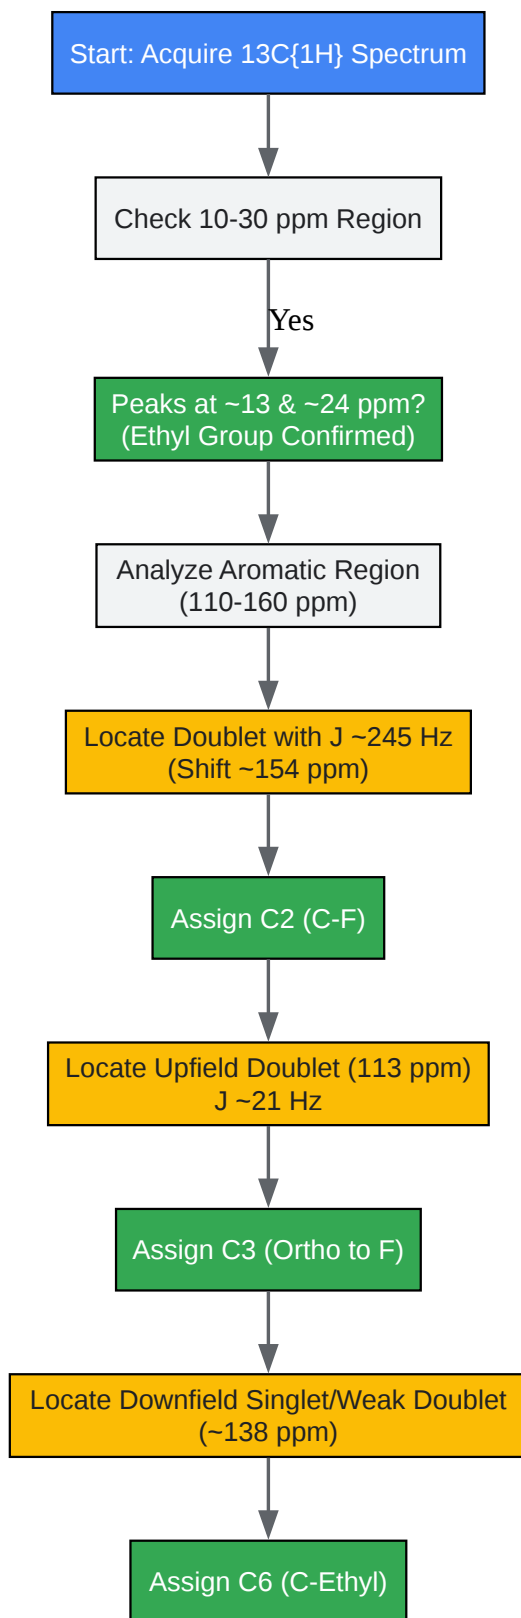 Start: Acquire 13C{1H} Spectrum
Check 10-30 ppm Region
Yes
Peaks at ~13 & ~24 ppm?
(Ethyl Group Confirmed)
Analyze Aromatic Region
(110-160 ppm)
Locate Doublet with J ~245 Hz
(Shift ~154 ppm)
Assign C2 (C-F)
Locate Upfield Doublet (113 ppm)
J ~21 Hz
Assign C3 (Ortho to F)
Locate Downfield Singlet/Weak Doublet
(~138 ppm)
Assign C6 (C-Ethyl)